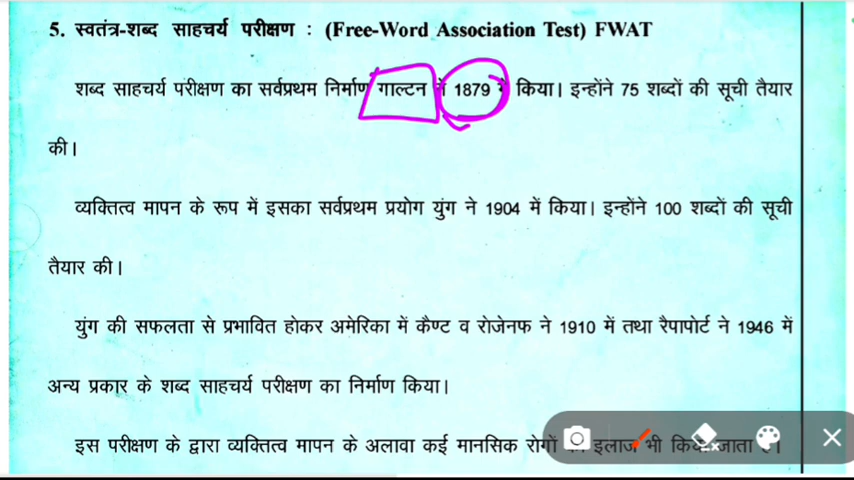 5. स्वतंत्र-शब्द साहचर्य परीक्षण : (Free-Word Association Test) FWAT
शब्द साहचर्य परीक्षण का सर्वप्रथम निर्माण गाल्टन ने 1879 में किया। इन्होंने 75 शब्दों की सूची तैयार
की।
व्यक्तित्व मापन के रूप में इसका सर्वप्रथम प्रयोग युंग ने 1904 में किया। इन्होंने 100 शब्दों की सूची
तैयार की।
युंग की सफलता से प्रभावित होकर अमेरिका में कैण्ट व रोजेनफ ने 1910 में तथा रैपापोर्ट ने 1946 में
अन्य प्रकार के शब्द साहचर्य परीक्षण का निर्माण किया।
इस परीक्षण के द्वारा व्यक्तित्व मापन के अलावा कई मानसिक रोगों का इलाज भी किया जाता है।